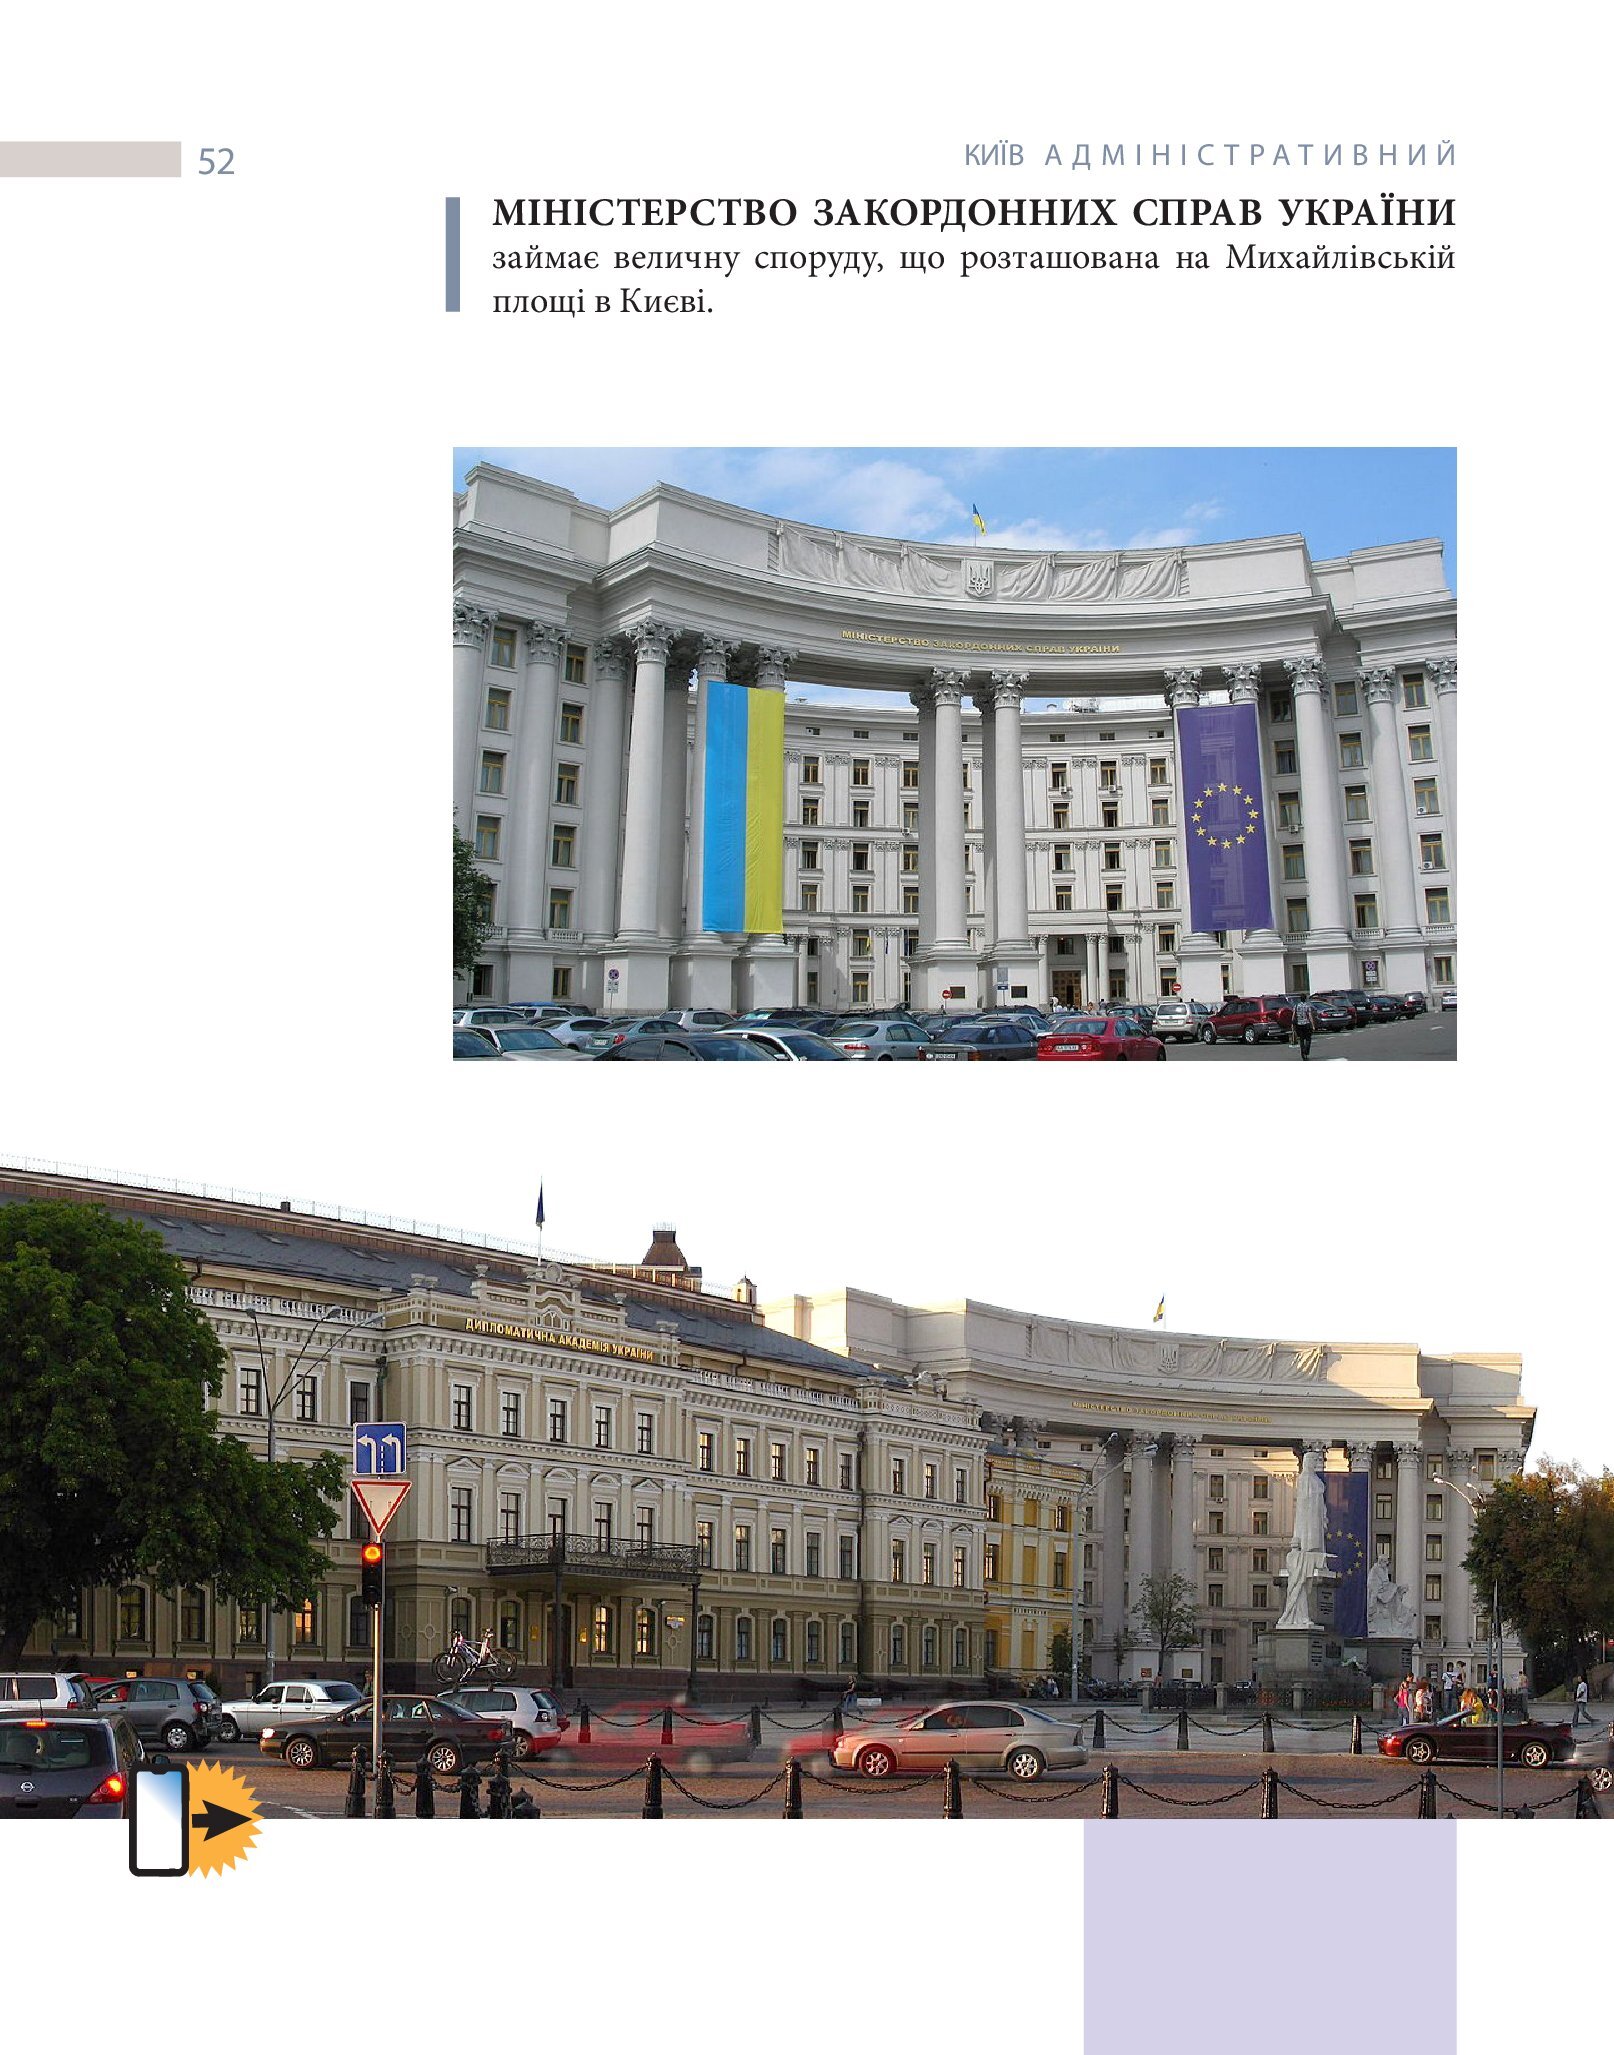 52
КИЇВ АДМІНІСТРАТИВНИЙ
МІНІСТЕРСТВО ЗАКОРДОННИХ СПРАВ УКРАЇНИ
займає величну споруду, що розташована на Михайлівській
площі в Києві.
МІНІСТЕРСТВО ЗАКОРДОННИХ СПРАВ УКРАЇНИ
ДИПЛОМАТИЧНА АКАДЕМІЯ УКРАЇНИ
МІНІСТЕРСТВО ЗАКОРДОННИХ СПРАВ УКРАЇНИ